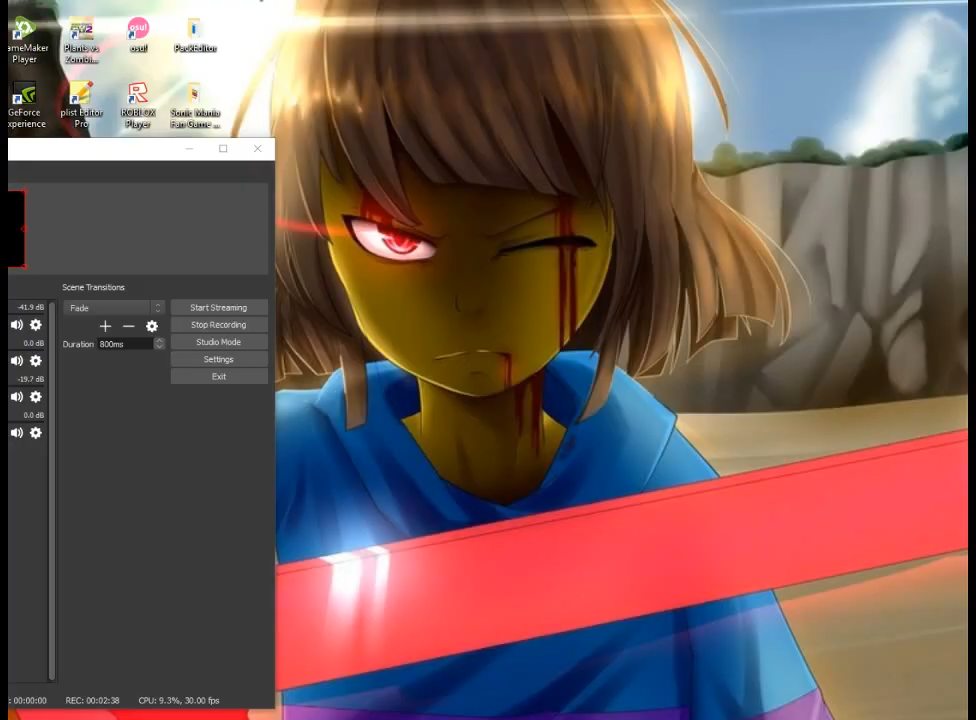 ameMaker
Player
Plants vs
Zombi...
osu!
osu!
PackEditor
GeForce
xperience
plist Editor
Pro
ROBLOX
Player
Sonic Mania
Fan Game ...
Scene Transitions
-41.9 dB
Fade
Start Streaming
Stop Recording
0.0 dB
Duration 800ms
Studio Mode
Settings
-19.7 dB
Exit
0.0 dB
: 00:00:00 REC: 00:02:38 CPU: 9.3%, 30.00 fps